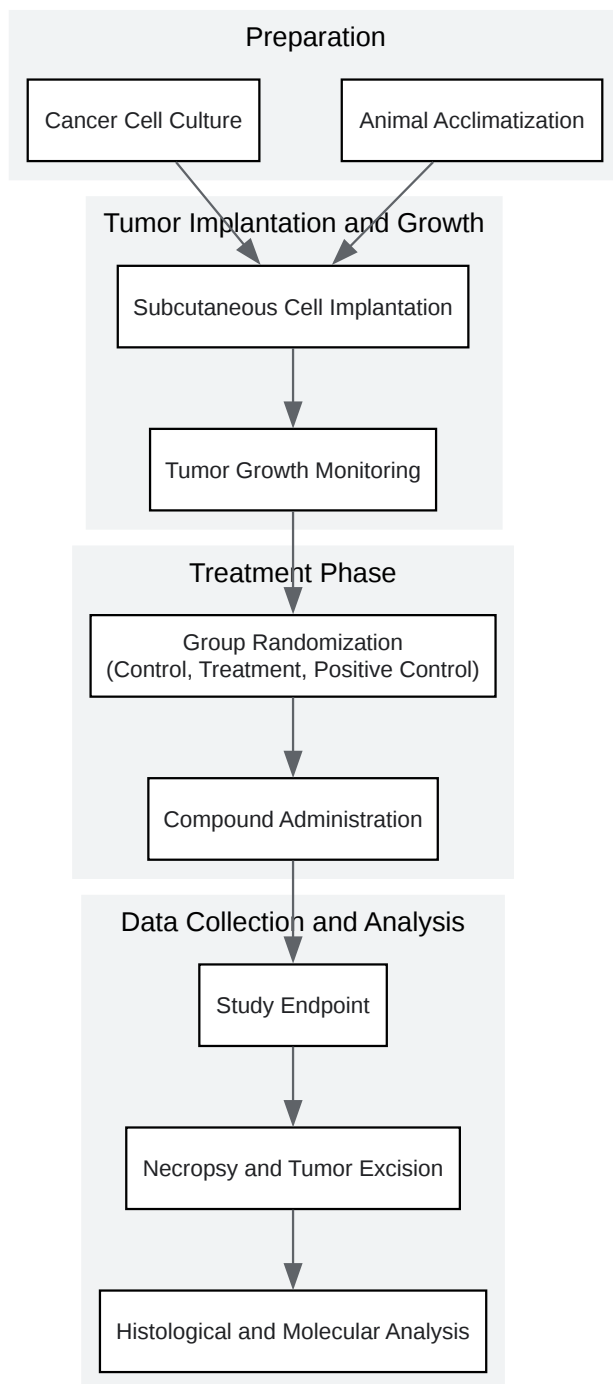 Preparation
Cancer Cell Culture
Animal Acclimatization
Tumor Implantation and Growth
Subcutaneous Cell Implantation
Tumor Growth Monitoring
Treatment Phase
Group Randomization
(Control, Treatment, Positive Control)
Compound Administration
Data Collection and Analysis
Study Endpoint
Necropsy and Tumor Excision
Histological and Molecular Analysis